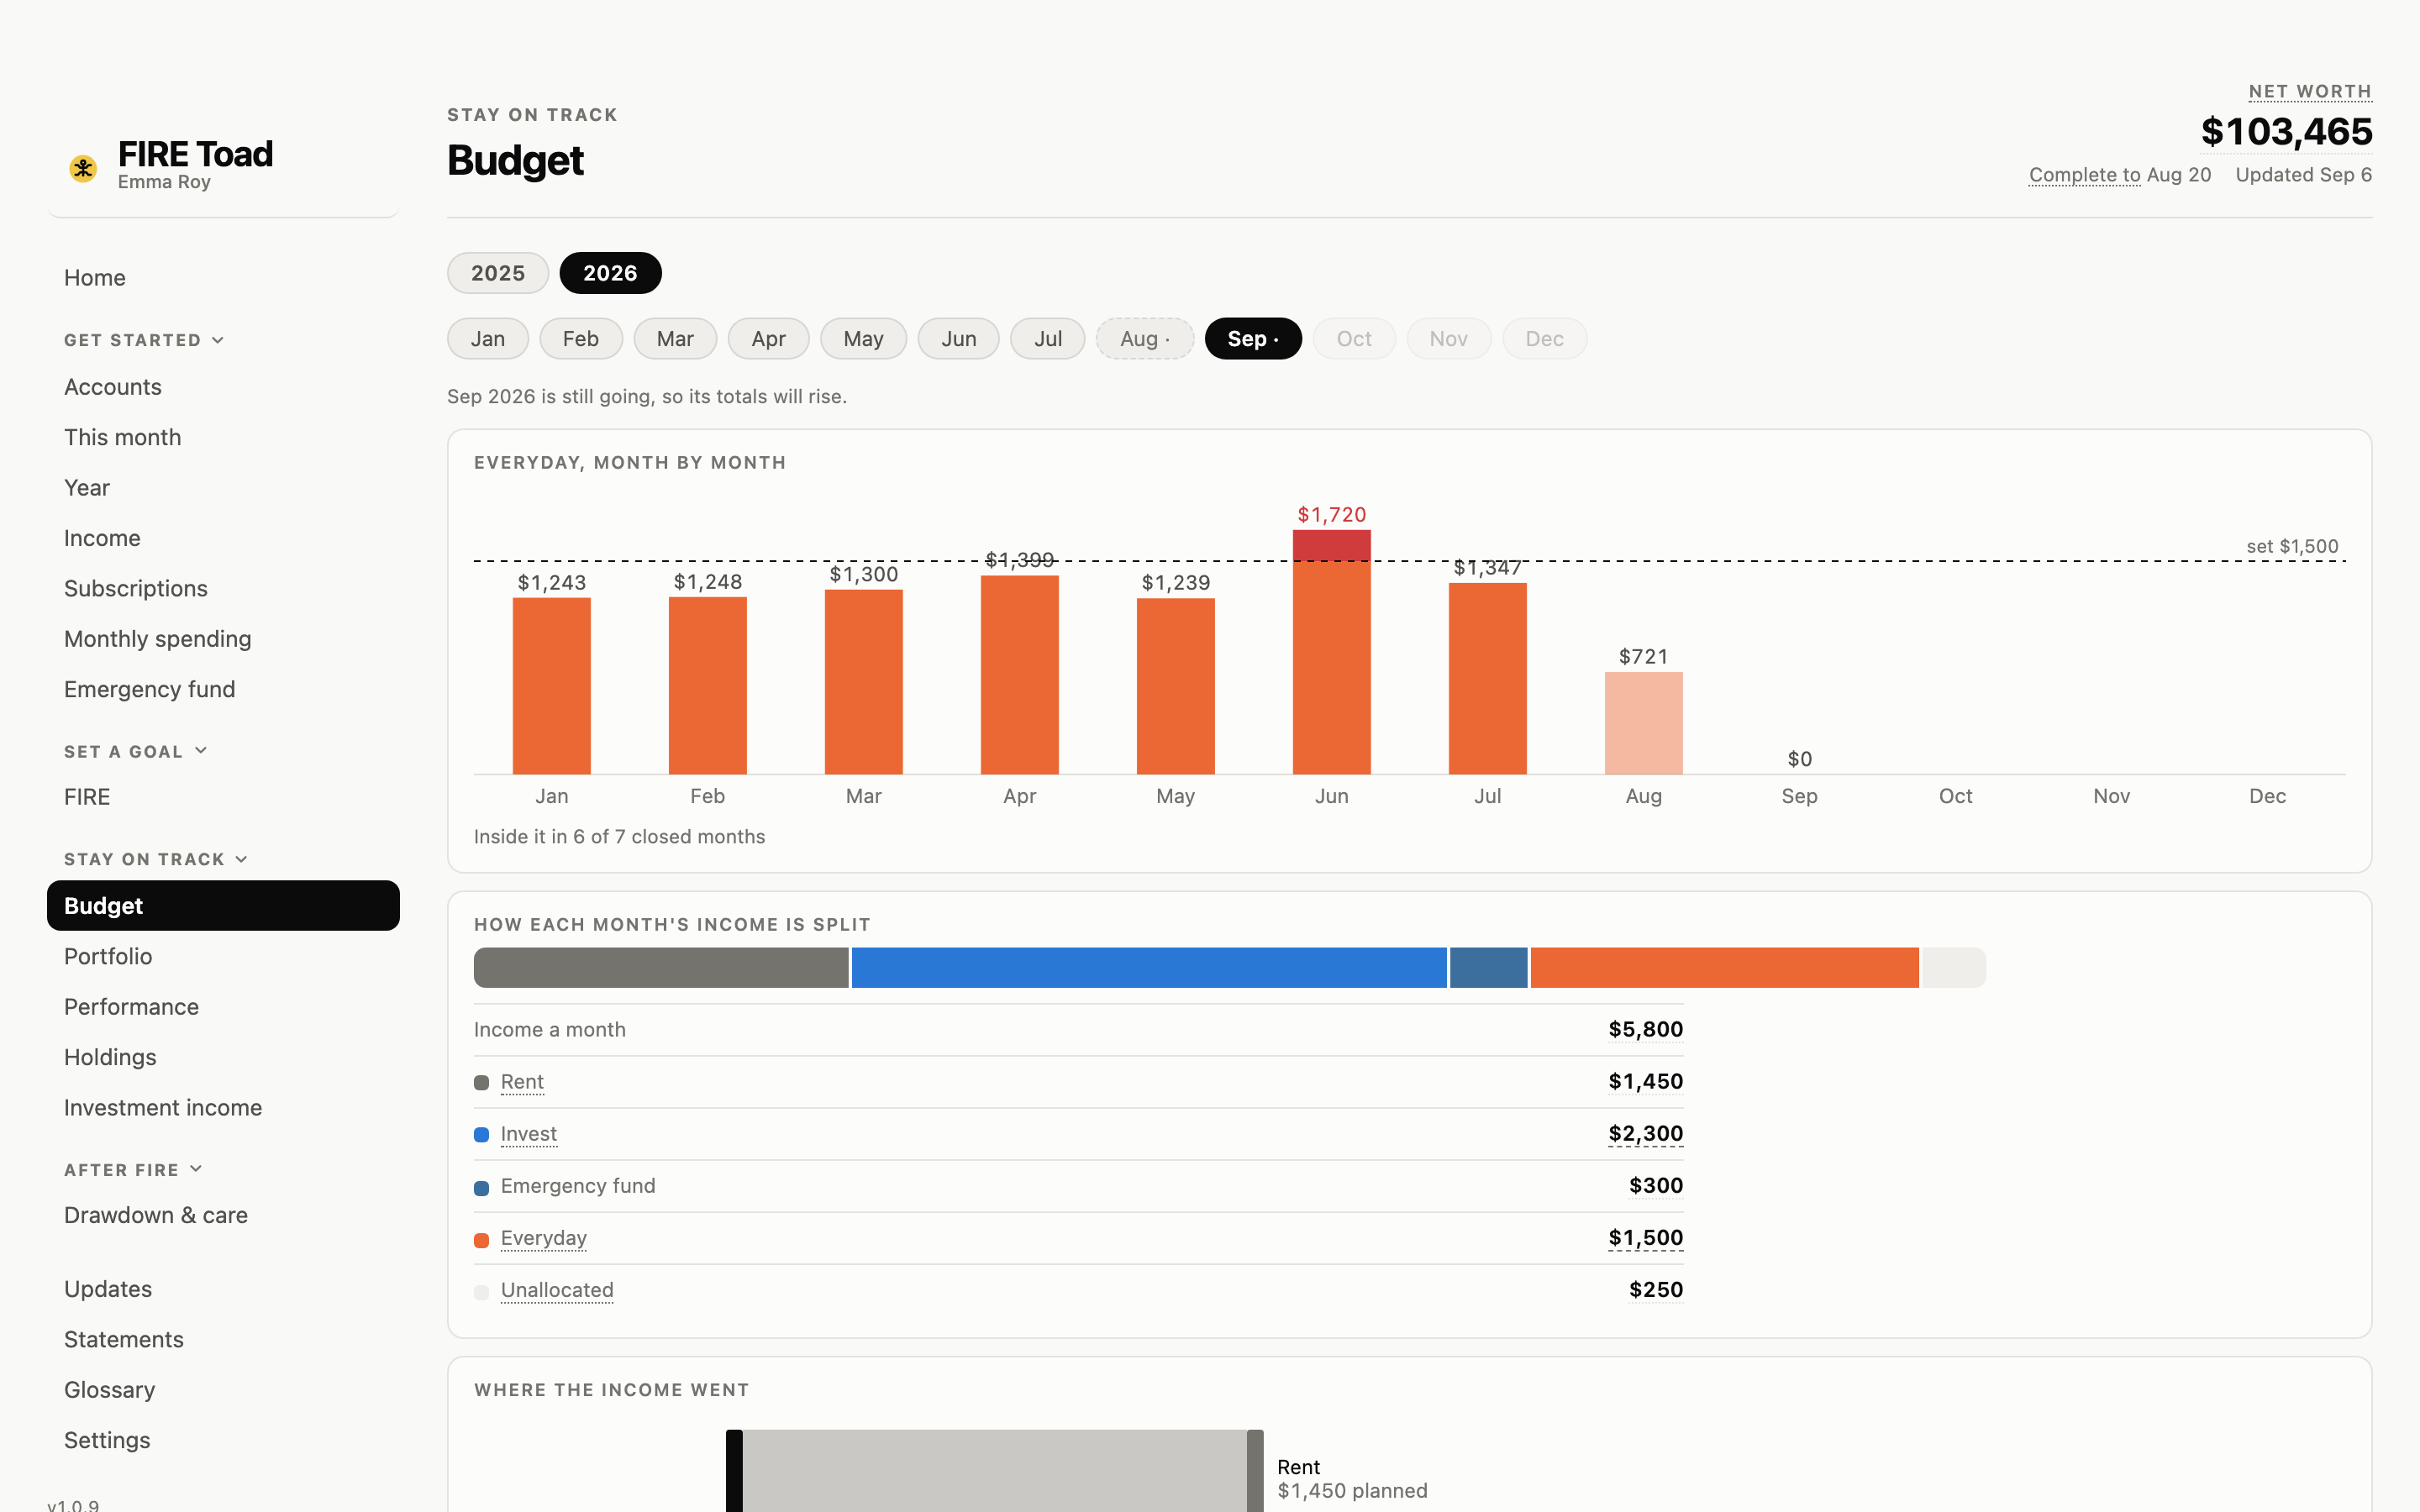 FIRE Toad
Emma Roy
Home
GET STARTED
Accounts
This month
Year
Income
Subscriptions
Monthly spending
Emergency fund
SET A GOAL
FIRE
STAY ON TRACK
Budget
Portfolio
Performance
Holdings
Investment income
AFTER FIRE
Drawdown & care
Updates
Statements
Glossary
Settings
v1.0.9
STAY ON TRACK
Budget
NET WORTH
$103,465
Complete to Aug 20 Updated Sep 6
2025 2026
Jan Feb Mar Apr May Jun Jul Aug · Sep · Oct Nov Dec
Sep 2026 is still going, so its totals will rise.
EVERYDAY, MONTH BY MONTH
set $1,500
$1,243 $1,248 $1,300 $1,399 $1,239 $1,720 $1,347 $721 $0
Jan Feb Mar Apr May Jun Jul Aug Sep Oct Nov Dec
Inside it in 6 of 7 closed months
HOW EACH MONTH'S INCOME IS SPLIT
Income a month $5,800
Rent $1,450
Invest $2,300
Emergency fund $300
Everyday $1,500
Unallocated $250
WHERE THE INCOME WENT
Rent
$1,450 planned